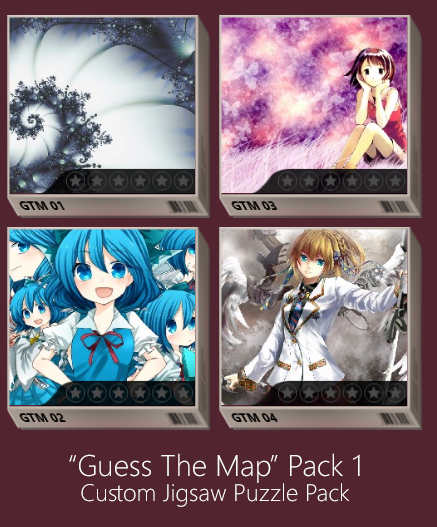 GTM 01
GTM 03
GTM 02
GTM 04
“Guess The Map” Pack 1
Custom Jigsaw Puzzle Pack